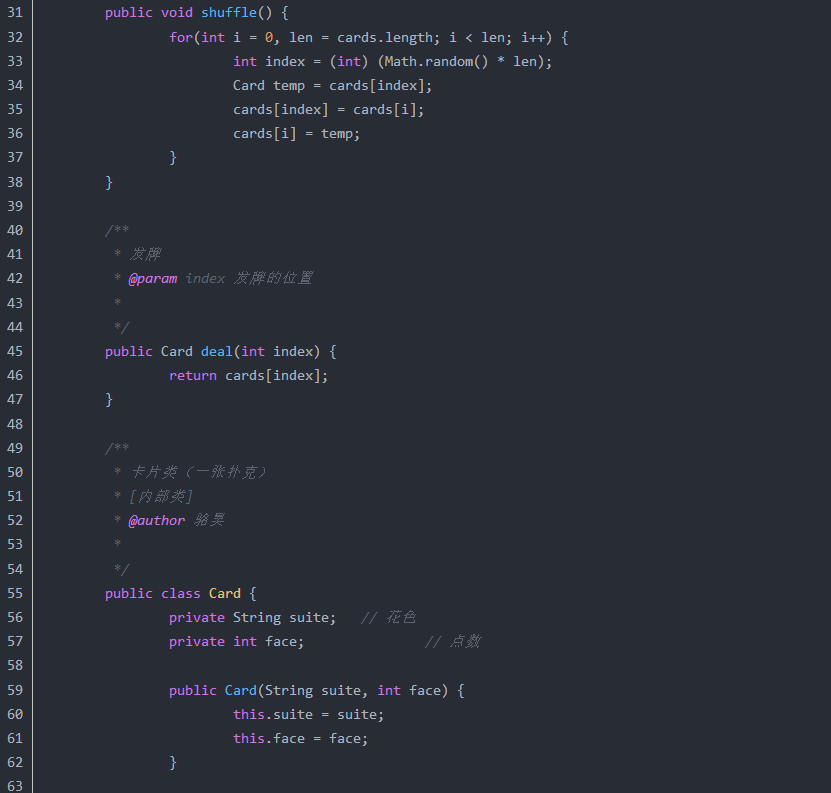 31 public void shuffle() {
32 for(int i = 0, len = cards.length; i < len; i++) {
33 int index = (int) (Math.random() * len);
34 Card temp = cards[index];
35 cards[index] = cards[i];
36 cards[i] = temp;
37 }
38 }
39
40 /**
41 * 发牌
42 * @param index 发牌的位置
43 *
44 */
45 public Card deal(int index) {
46 return cards[index];
47 }
48
49 /**
50 * 卡片类（一张扑克）
51 * [内部类]
52 * @author 骆昊
53 *
54 */
55 public class Card {
56 private String suite; // 花色
57 private int face; // 点数
58
59 public Card(String suite, int face) {
60 this.suite = suite;
61 this.face = face;
62 }
63